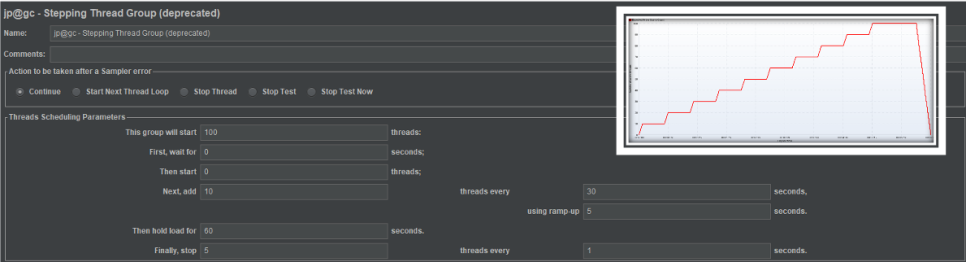 jp@gc - Stepping Thread Group (deprecated)
Name: jp@gc - Stepping Thread Group (deprecated)
Comments:
Action to be taken after a Sampler error
Continue Start Next Thread Loop Stop Thread Stop Test Stop Test Now
Threads Scheduling Parameters
This group will start 100 threads:
First, wait for 0 seconds;
Then start 0 threads;
Next, add 10 threads every 30 seconds,
using ramp-up 5 seconds.
Then hold load for 60 seconds.
Finally, stop 5 threads every 1 seconds.